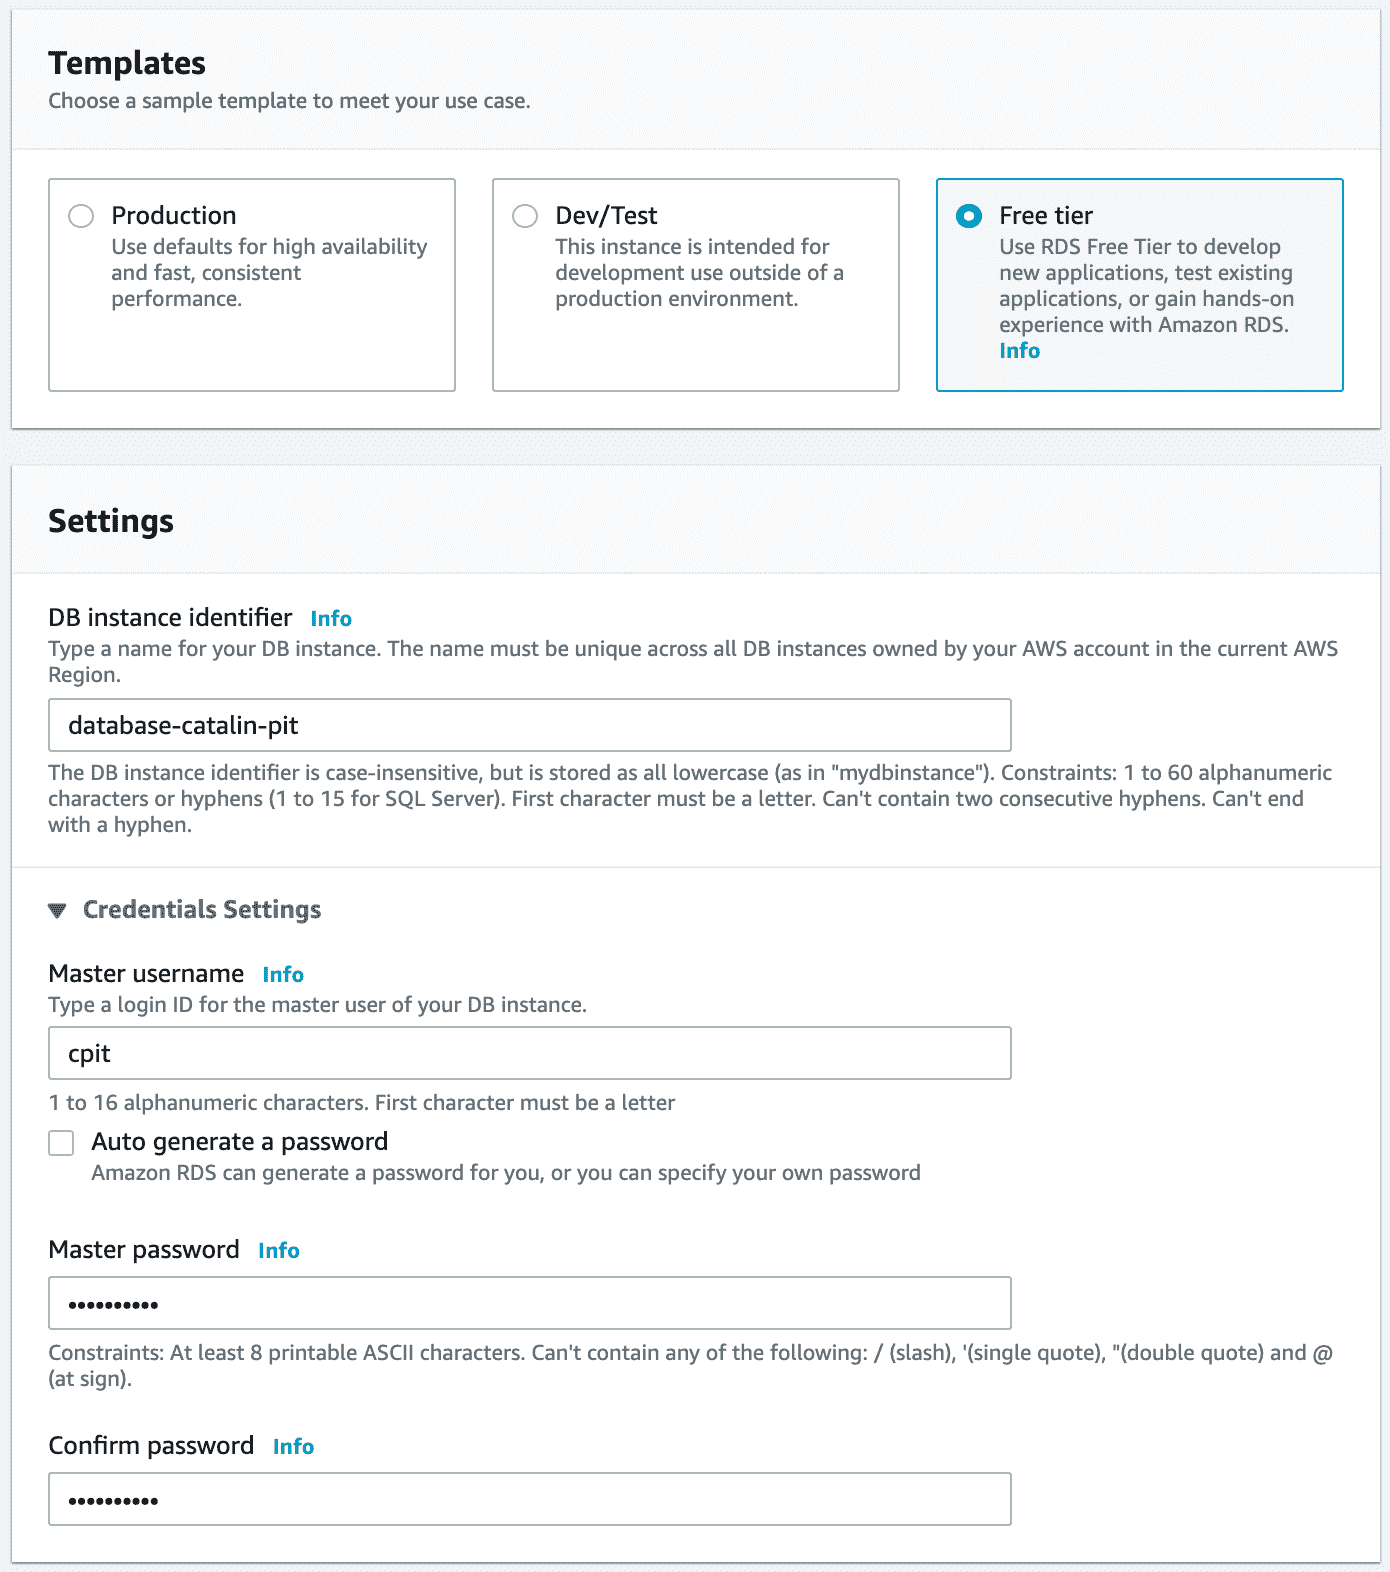 Templates
Choose a sample template to meet your use case.
Production
Use defaults for high availability
and fast, consistent
performance.
Dev/Test
This instance is intended for
development use outside of a
production environment.
Free tier
Use RDS Free Tier to develop
new applications, test existing
applications, or gain hands-on
experience with Amazon RDS.
Info
Settings
DB instance identifier Info
Type a name for your DB instance. The name must be unique across all DB instances owned by your AWS account in the current AWS
Region.
database-catalin-pit
The DB instance identifier is case-insensitive, but is stored as all lowercase (as in "mydbinstance"). Constraints: 1 to 60 alphanumeric
characters or hyphens (1 to 15 for SQL Server). First character must be a letter. Can't contain two consecutive hyphens. Can't end
with a hyphen.
Credentials Settings
Master username Info
Type a login ID for the master user of your DB instance.
cpit
1 to 16 alphanumeric characters. First character must be a letter
Auto generate a password
Amazon RDS can generate a password for you, or you can specify your own password
Master password Info
••••••••••
Constraints: At least 8 printable ASCII characters. Can't contain any of the following: / (slash), '(single quote), "(double quote) and @
(at sign).
Confirm password Info
••••••••••